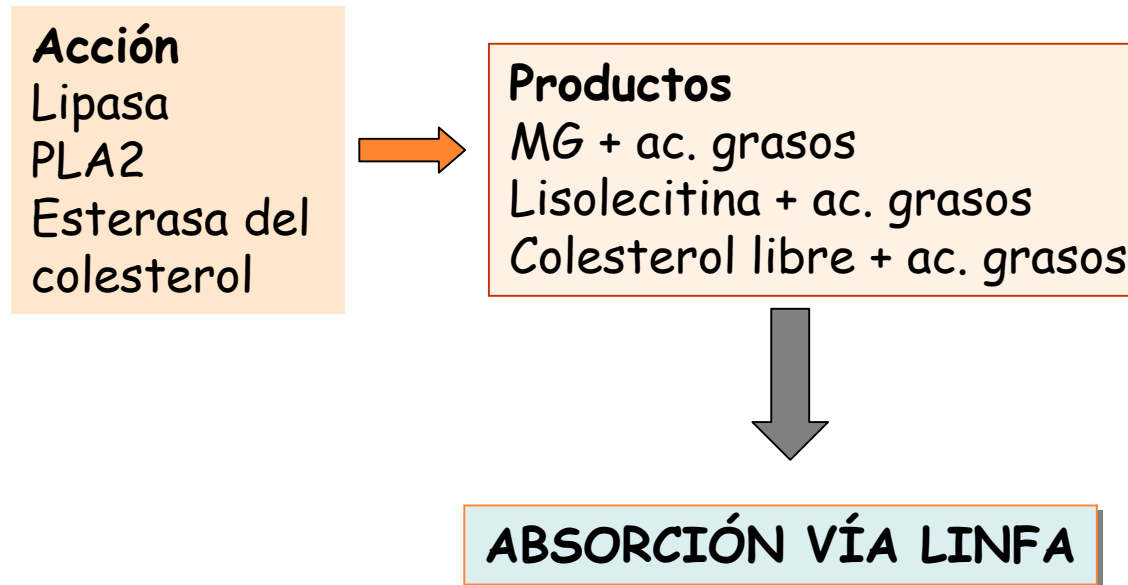 Acción
Lipasa
PLA2
Esterasa del
colesterol
Productos
MG + ac. grasos
Lisolecitina + ac. grasos
Colesterol libre + ac. grasos
ABSORCIÓN VÍA LINFA